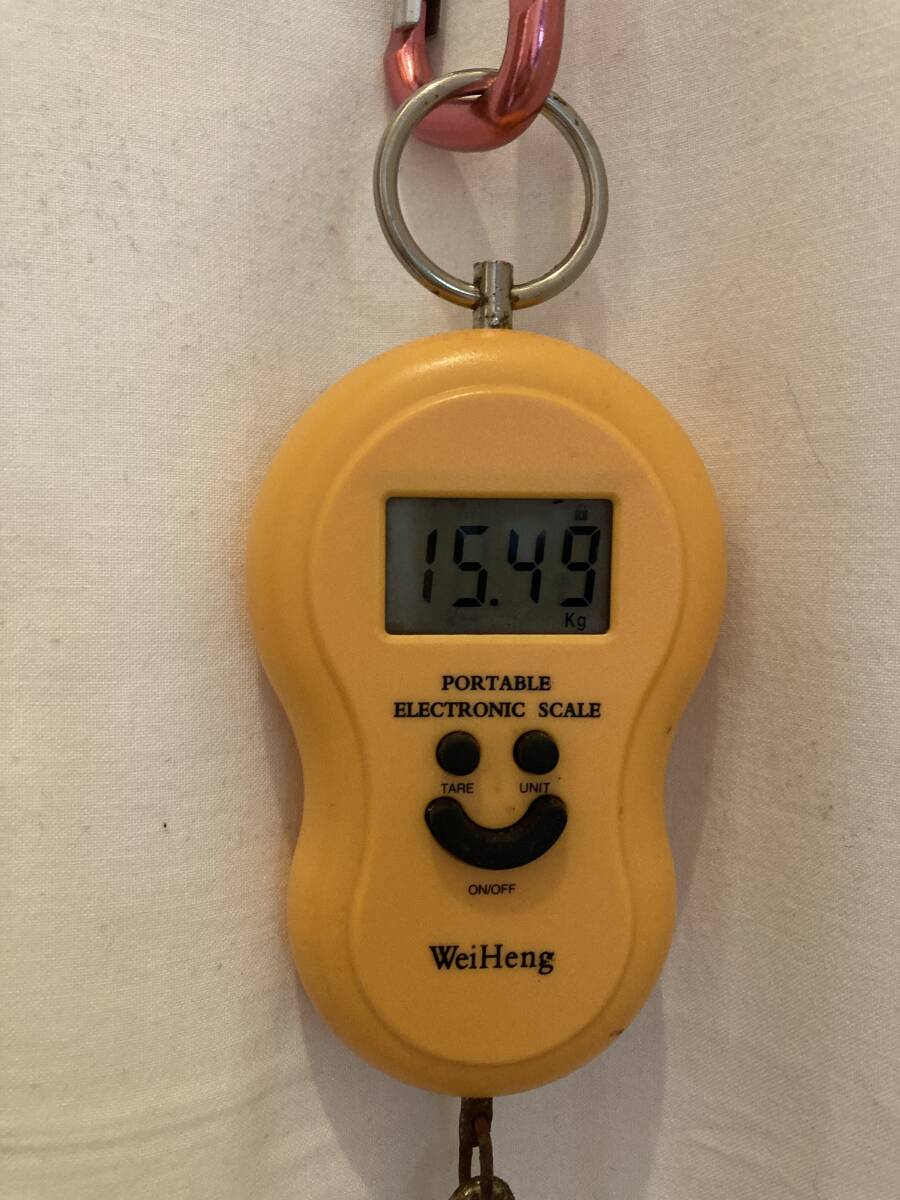 15.49
Kg
PORTABLE
ELECTRONIC SCALE
TARE UNIT
ON/OFF
WeiHeng